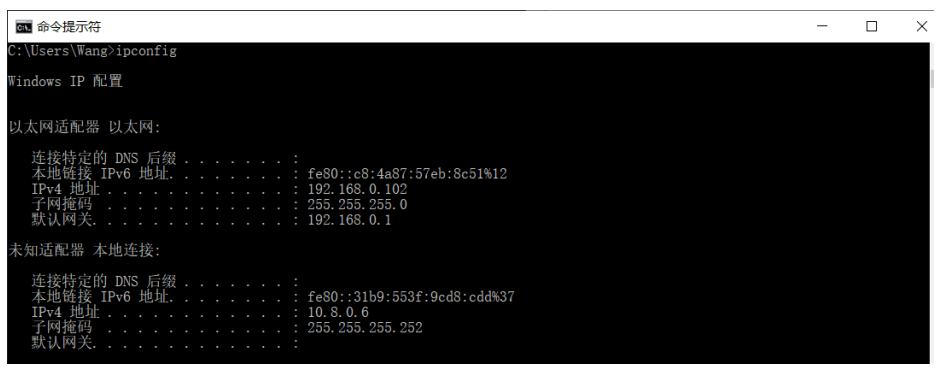 命令提示符
C:\Users\Wang>ipconfig
Windows IP 配置
以太网适配器 以太网:
连接特定的 DNS 后缀 . . . . . . . :
本地链接 IPv6 地址. . . . . . . . : fe80::c8:4a87:57eb:8c51%12
IPv4 地址 . . . . . . . . . . . . : 192.168.0.102
子网掩码 . . . . . . . . . . . . : 255.255.255.0
默认网关. . . . . . . . . . . . . : 192.168.0.1
未知适配器 本地连接:
连接特定的 DNS 后缀 . . . . . . . :
本地链接 IPv6 地址. . . . . . . . : fe80::31b9:553f:9cd8:cdd%37
IPv4 地址 . . . . . . . . . . . . : 10.8.0.6
子网掩码 . . . . . . . . . . . . : 255.255.255.252
默认网关. . . . . . . . . . . . . :